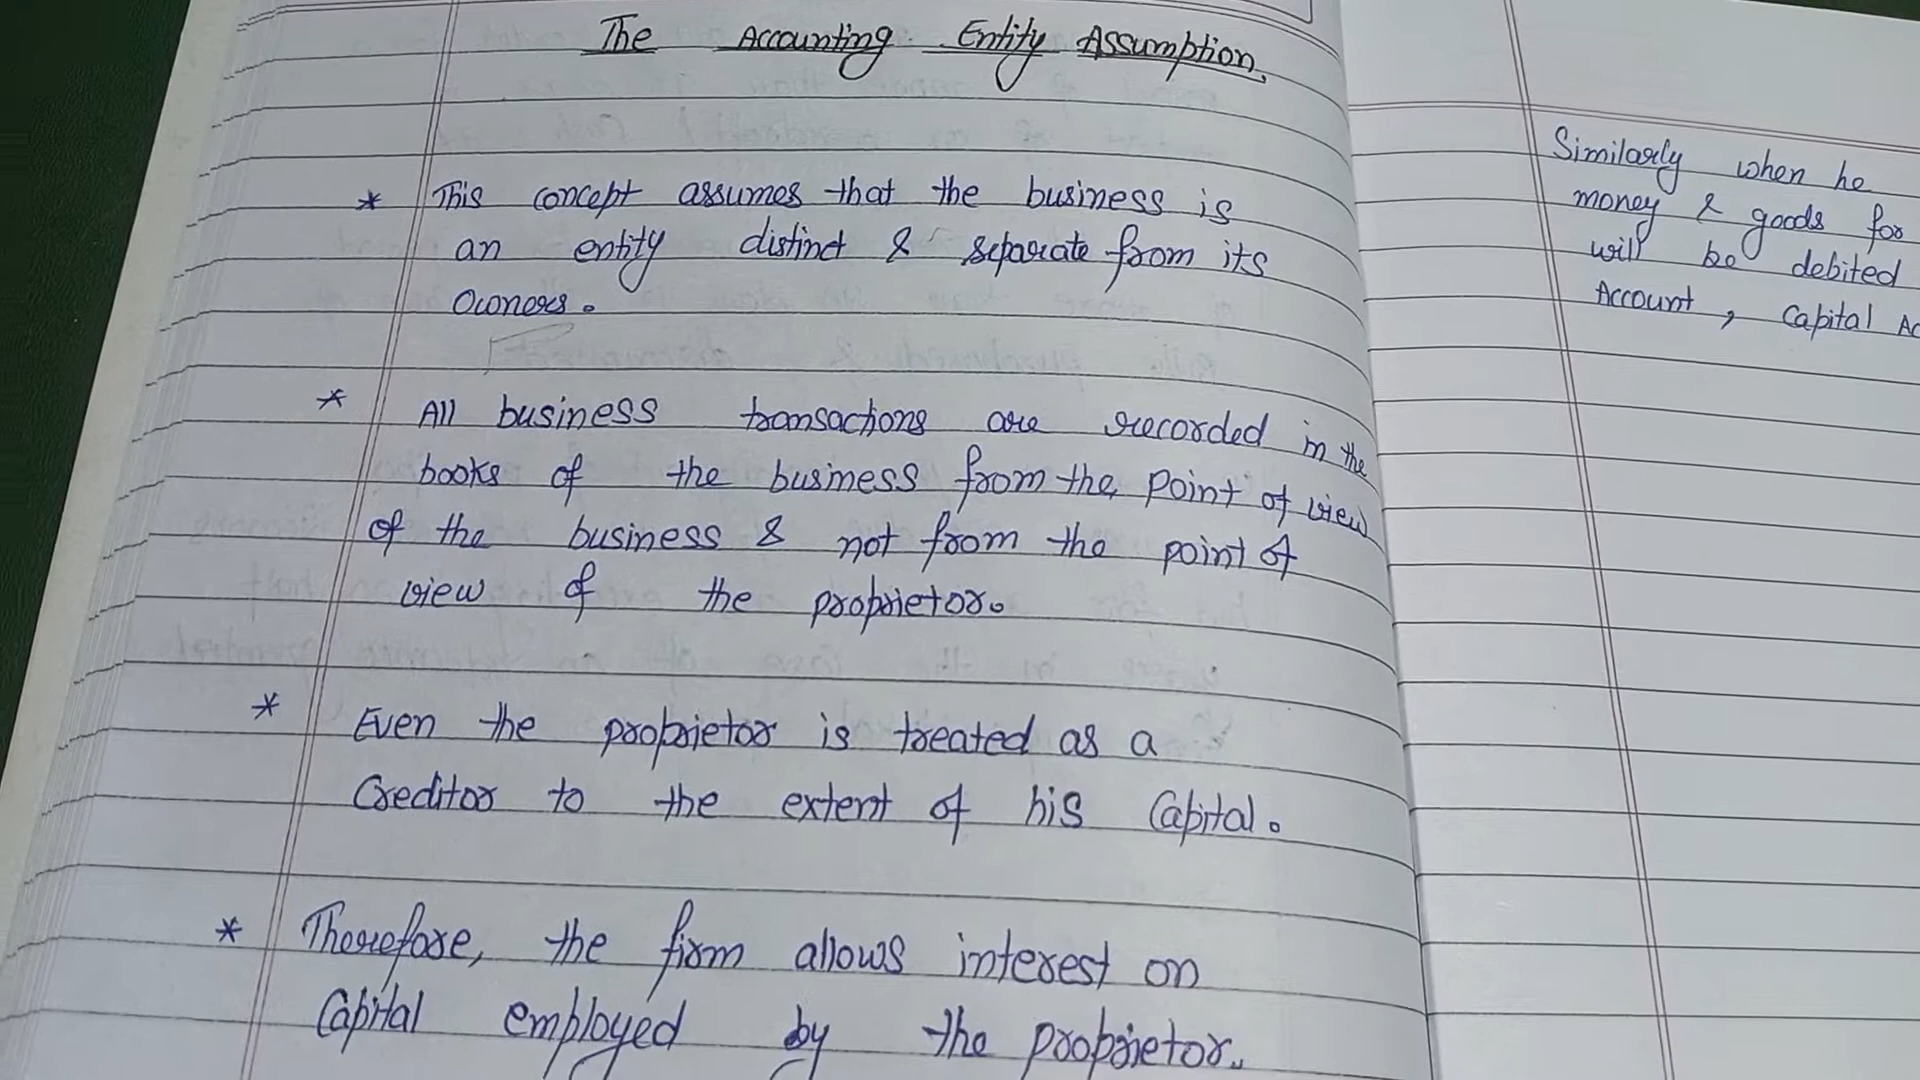 The Accounting Entity Assumption.
* This concept assumes that the business is
an entity distinct & separate from its
Owners.
* All business transactions are recorded in the
books of the business from the point of view
of the business & not from the point of
view of the proprietor.
* Even the proprietor is treated as a
Creditor to the extent of his Capital.
* Therefore, the firm allows interest on
Capital employed by the proprietor.
Similarly when he
money & goods for
will be debited
Account, Capital Ac